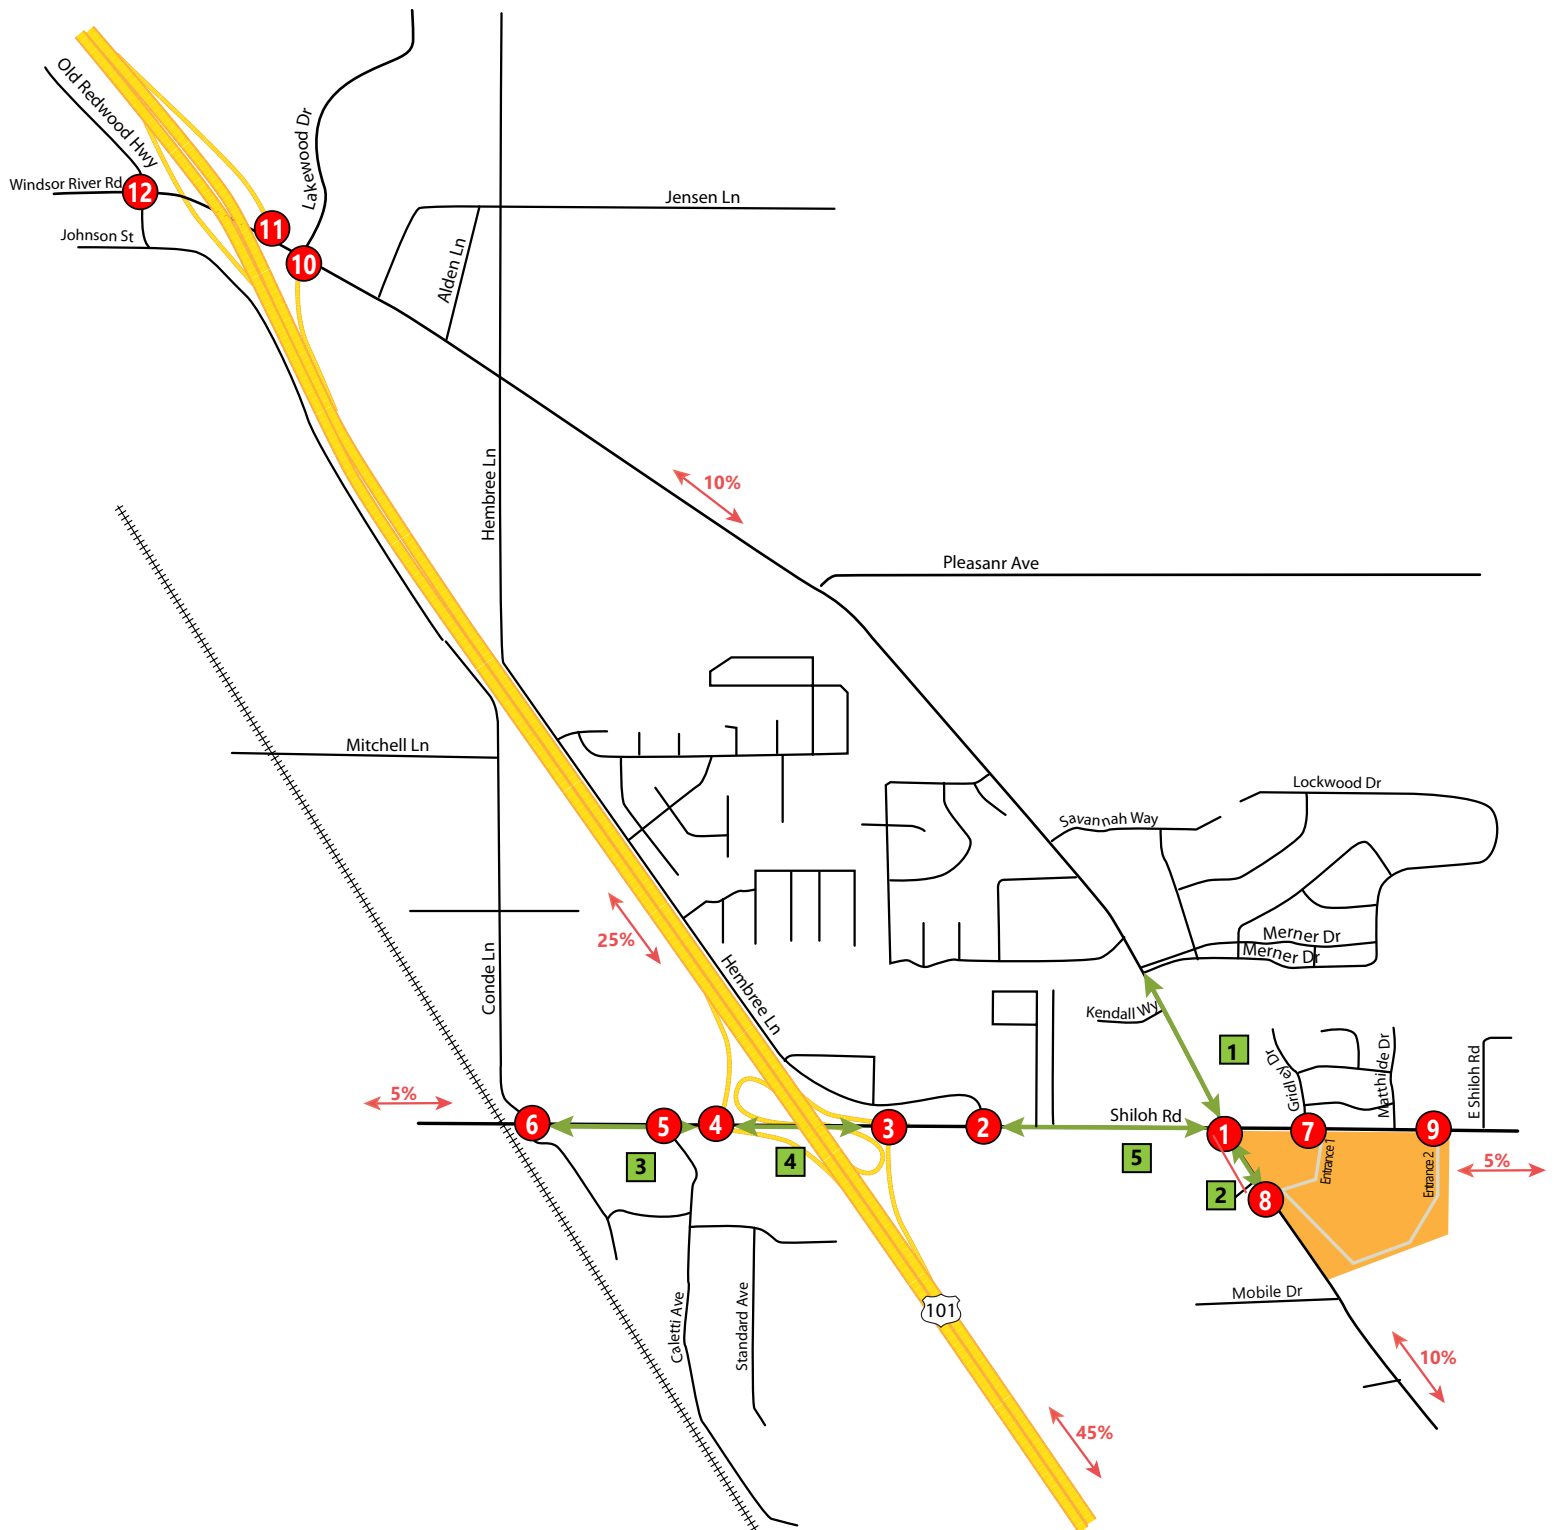 Old Redwood Hwy
Lakewood Dr
Windsor River Rd
12
Jensen Ln
11
Johnson St
10
Alden Ln
Hembree Ln
10%
Pleasanr Ave
Mitchell Ln
Lockwood Dr
Savannah Way
25%
Merner Dr
Merner Dr
Conde Ln
Hembree Ln
Kendall Wy
1
Gridley Dr
Matthilde Dr
E Shiloh Rd
5%
Shiloh Rd
6
5
4
3
2
1
7
9
3
4
5
Entrance 1
Entrance 2
5%
2
8
101
Mobile Dr
Caletti Ave
Standard Ave
10%
45%